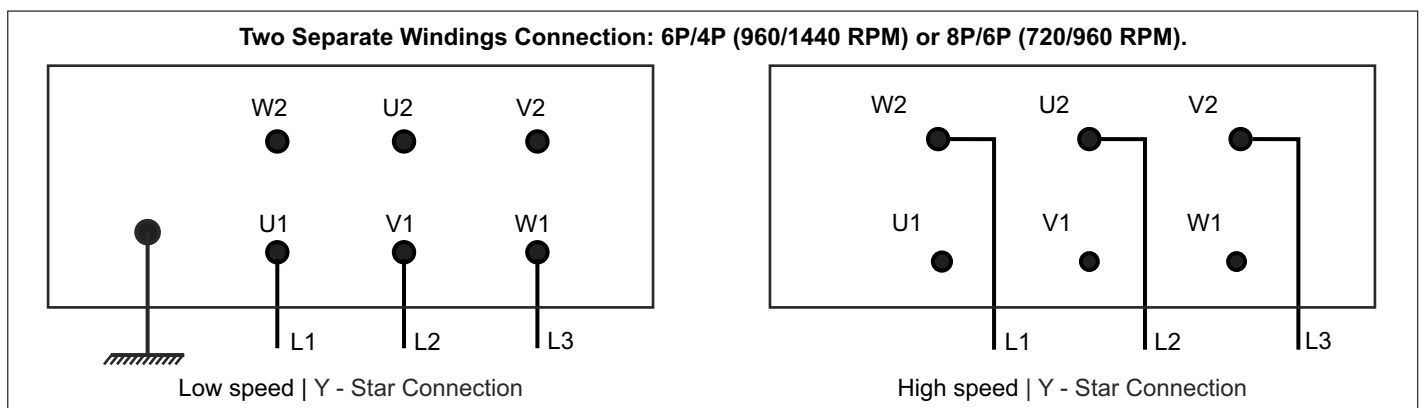 Two Separate Windings Connection: 6P/4P (960/1440 RPM) or 8P/6P (720/960 RPM).
W2 U2 V2
U1 V1 W1
L1 L2 L3
Low speed | Y - Star Connection
W2 U2 V2
U1 V1 W1
L1 L2 L3
High speed | Y - Star Connection